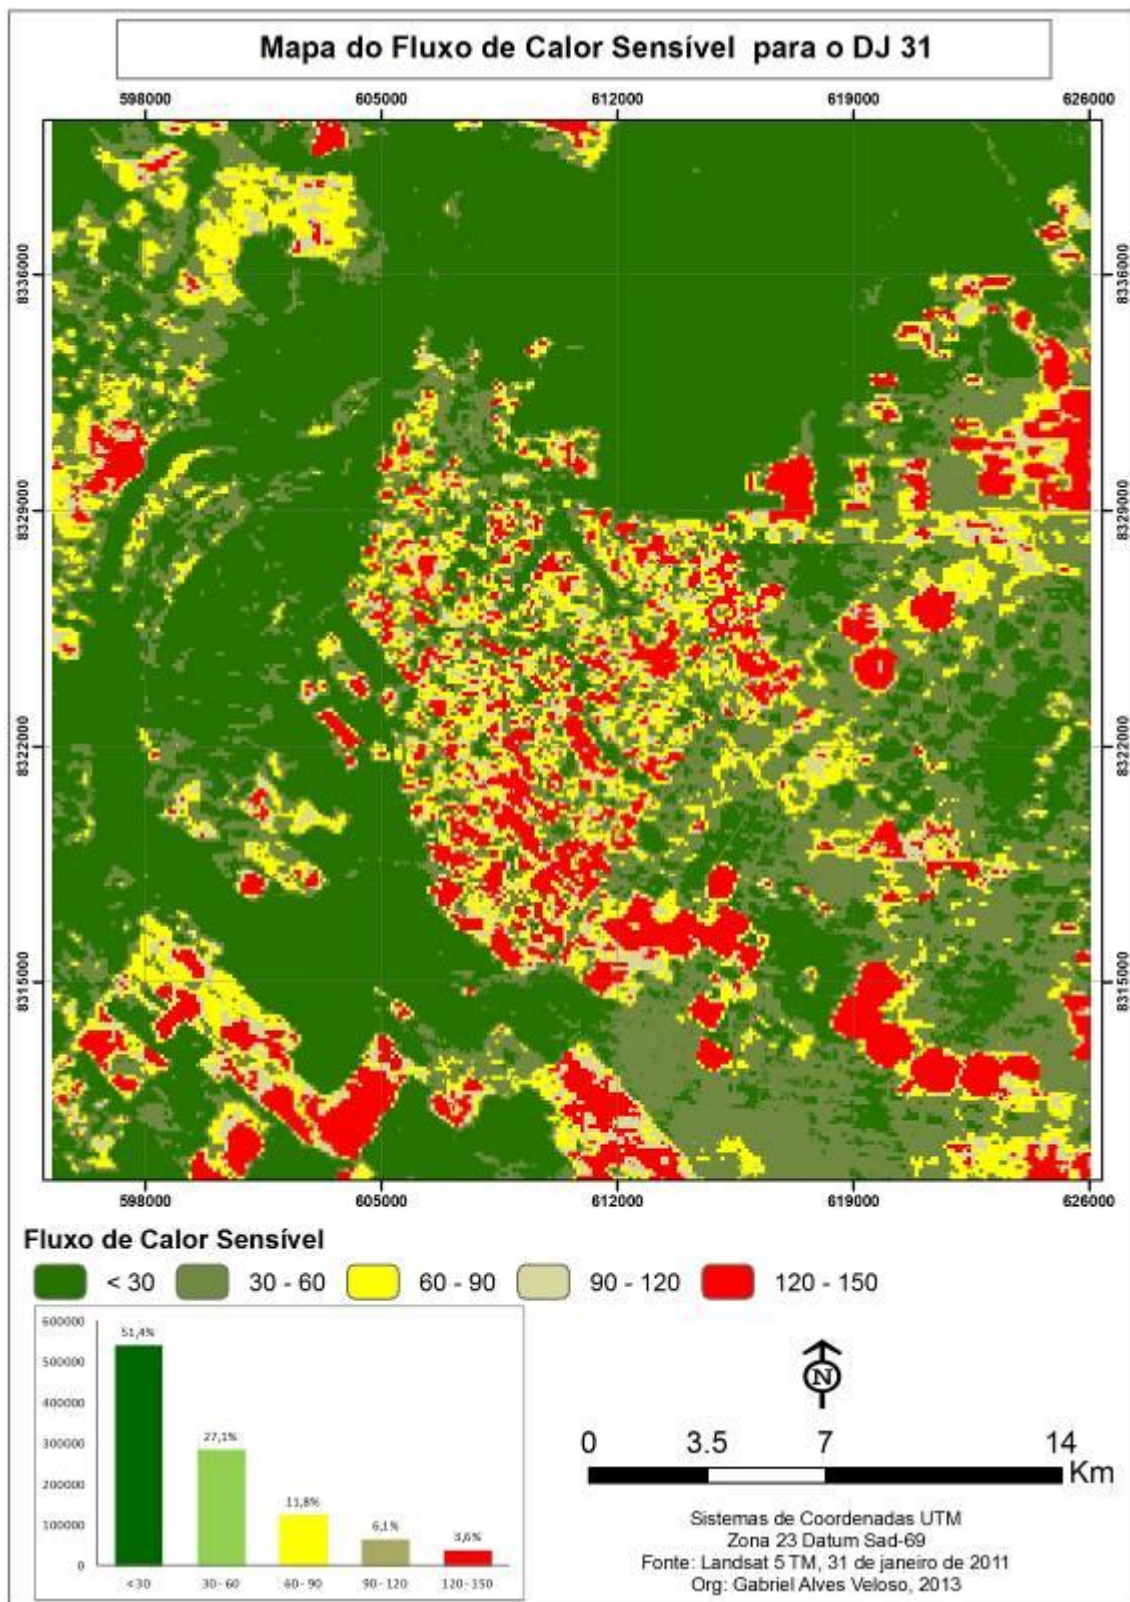 Mapa do Fluxo de Calor Sensível para o DJ 31
598000 605000 612000 619000 626000
8336000 8336000
8329000 8329000
8322000 8322000
8315000 8315000
598000 605000 612000 619000 626000
Fluxo de Calor Sensível
< 30 30 - 60 60 - 90 90 - 120 120 - 150
600000
500000
400000
300000
200000
100000
0
51,4%
27,1%
11,8%
6,1%
3,6%
<30 30 - 60 60 - 90 90 - 120 120 - 150
N
0 3.5 7 14
Km
Sistemas de Coordenadas UTM
Zona 23 Datum Sad-69
Fonte: Landsat 5 TM, 31 de janeiro de 2011
Org: Gabriel Alves Veloso, 2013